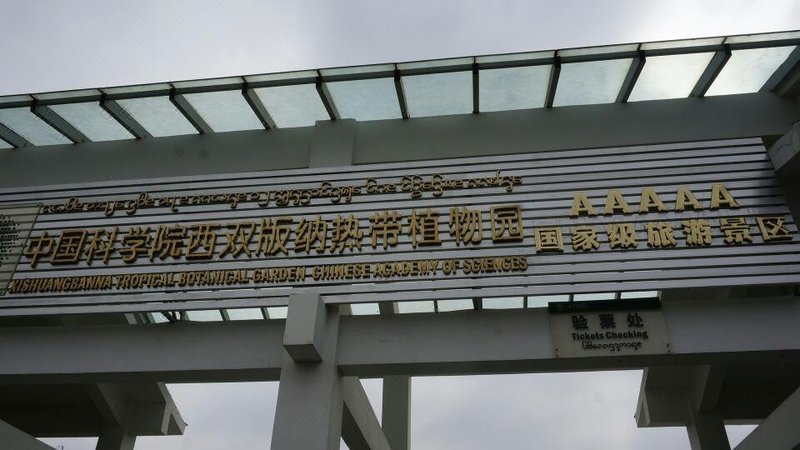 中国科学院西双版纳热带植物园
XISHUANGBANNA TROPICAL BOTANICAL GARDEN CHINESE ACADEMY OF SCIENCES
AAAAA
国家级旅游景区
验票处
Tickets Checking